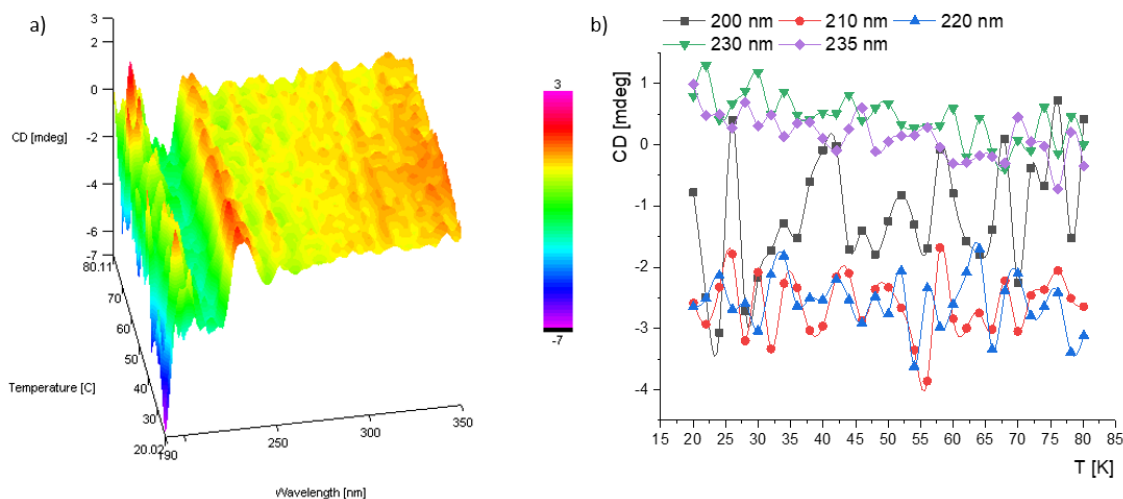 a)
3
2
0
CD [mdeg]
-2
-4
-6
-7
80.11
70
60
50
40
30
20.02
Temperature [C]
190
250
300
350
Wavelength [nm]
3
-7
b)
200 nm 210 nm 220 nm
230 nm 235 nm
1
0
-1
-2
-3
-4
CD [mdeg]
15 20 25 30 35 40 45 50 55 60 65 70 75 80 85
T [K]